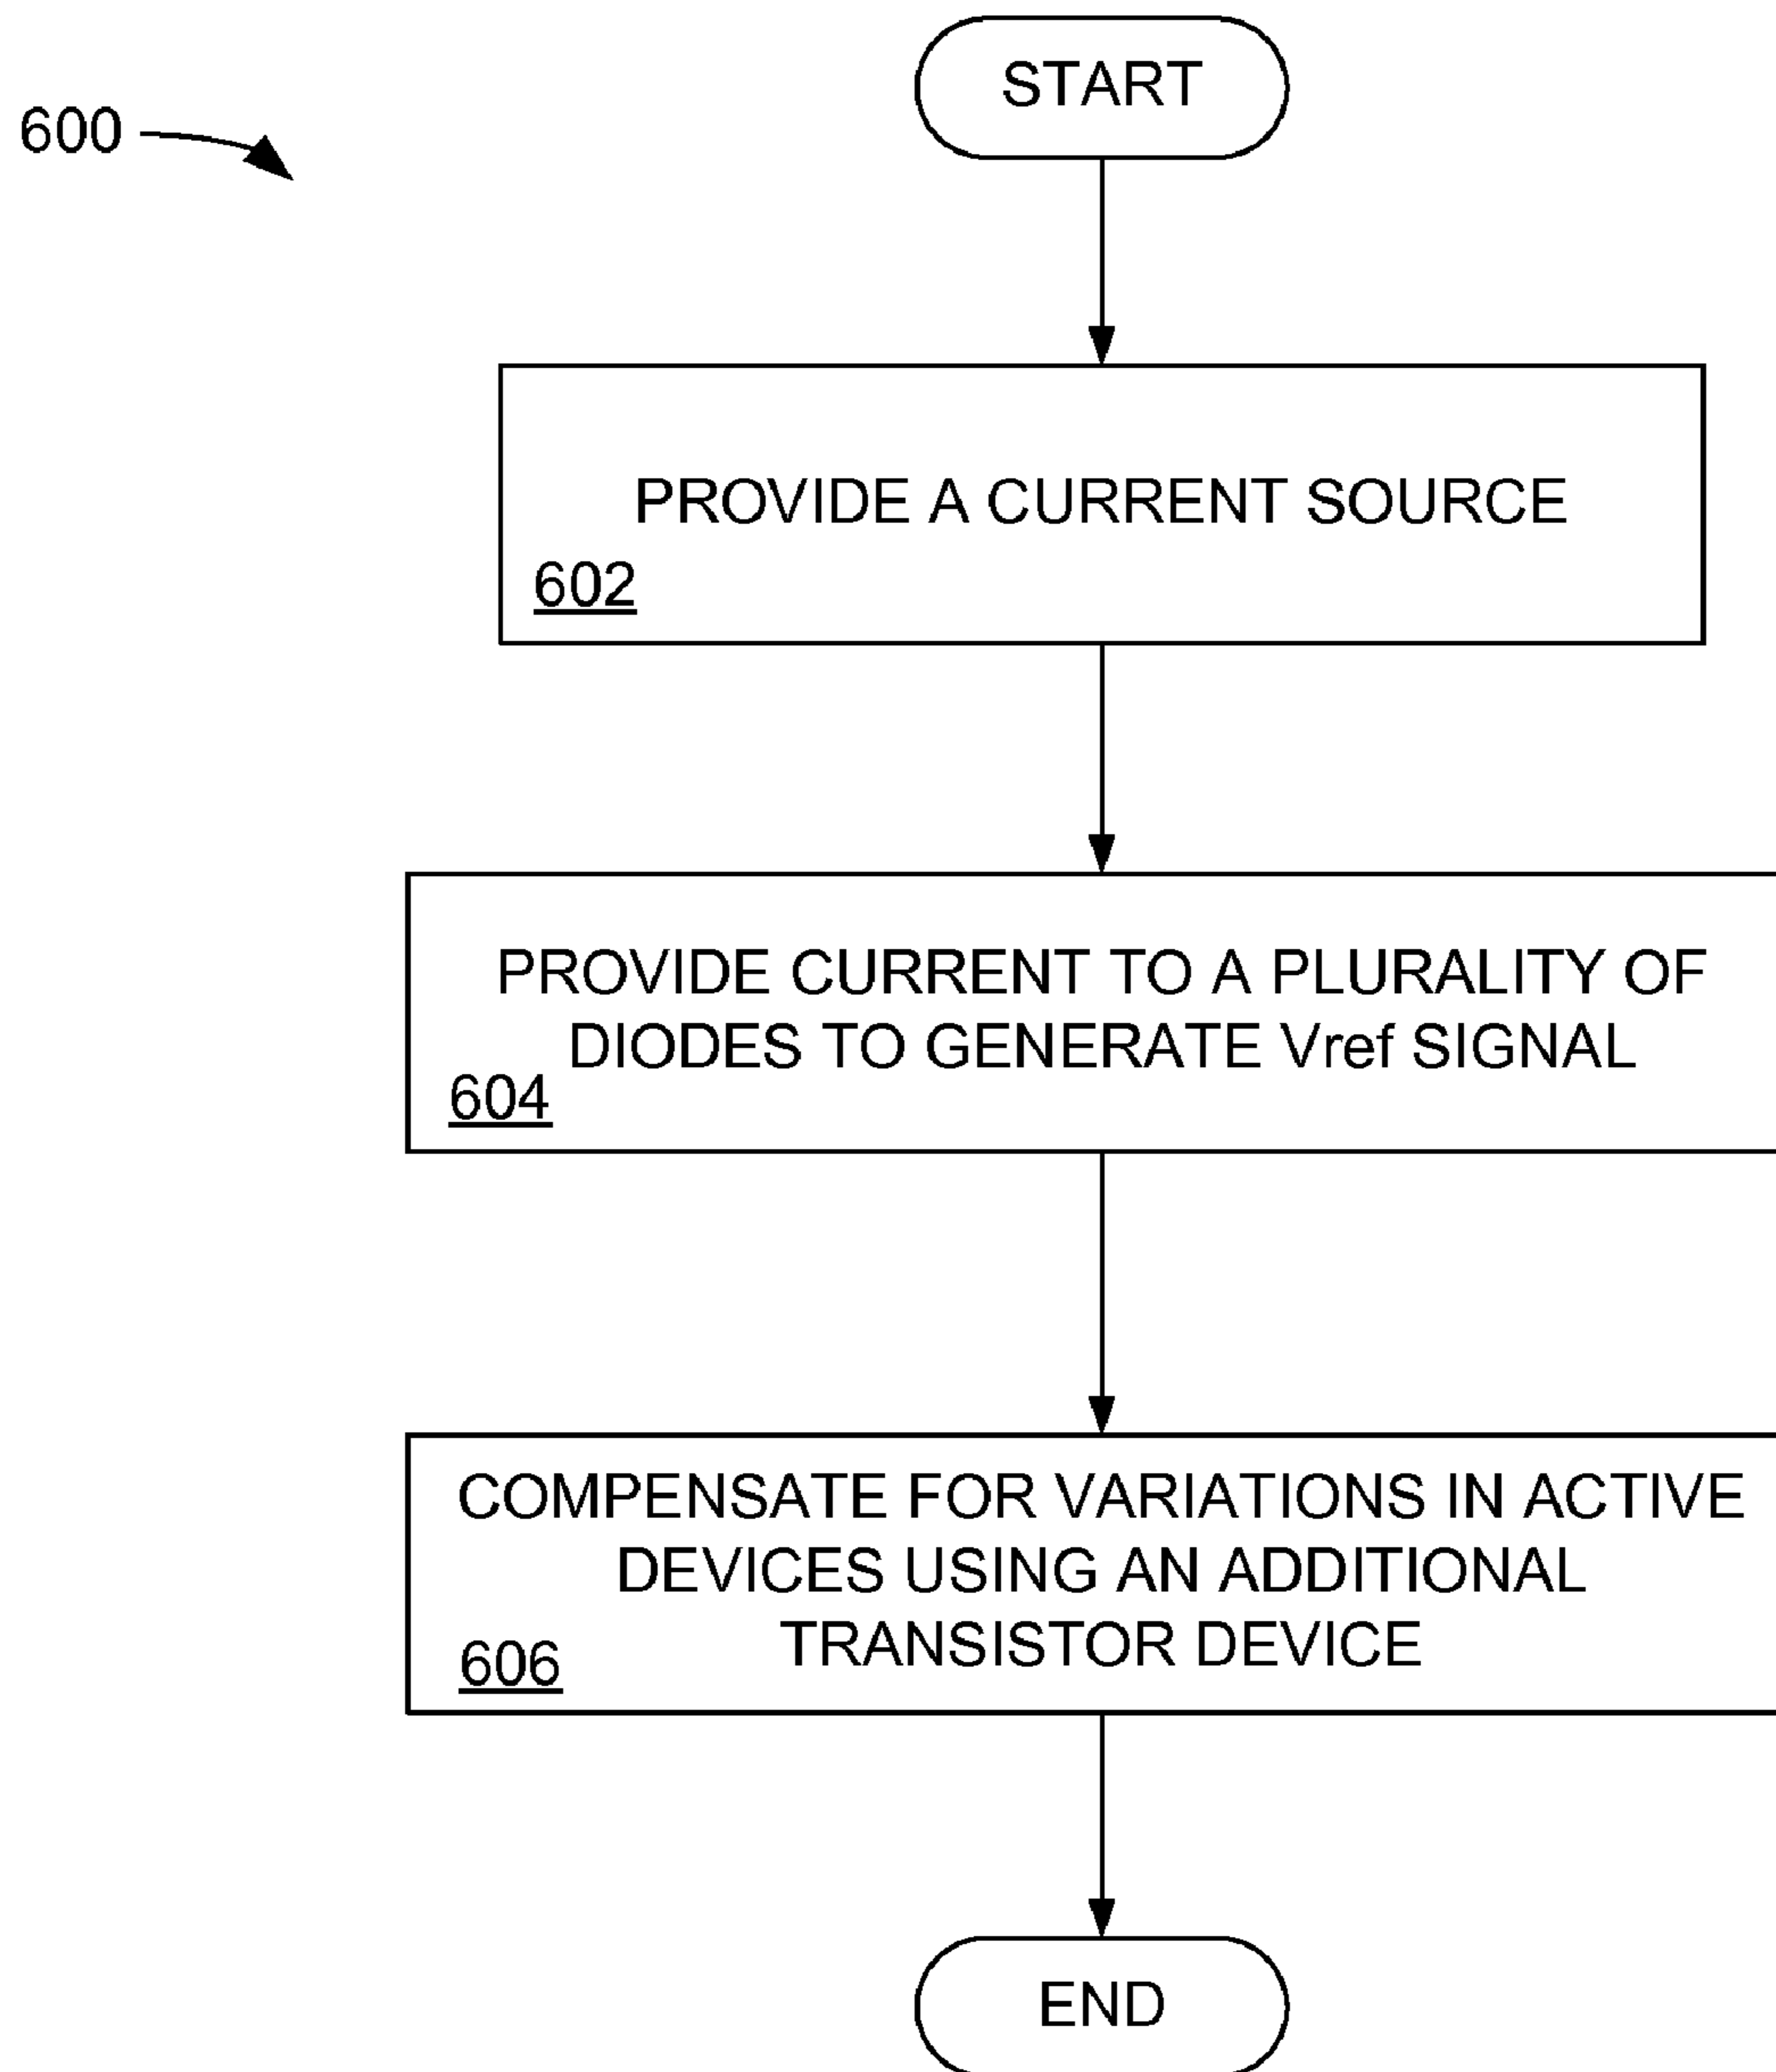 START
600
PROVIDE A CURRENT SOURCE
602
PROVIDE CURRENT TO A PLURALITY OF
DIODES TO GENERATE Vref SIGNAL
604
COMPENSATE FOR VARIATIONS IN ACTIVE
DEVICES USING AN ADDITIONAL
TRANSISTOR DEVICE
606
END